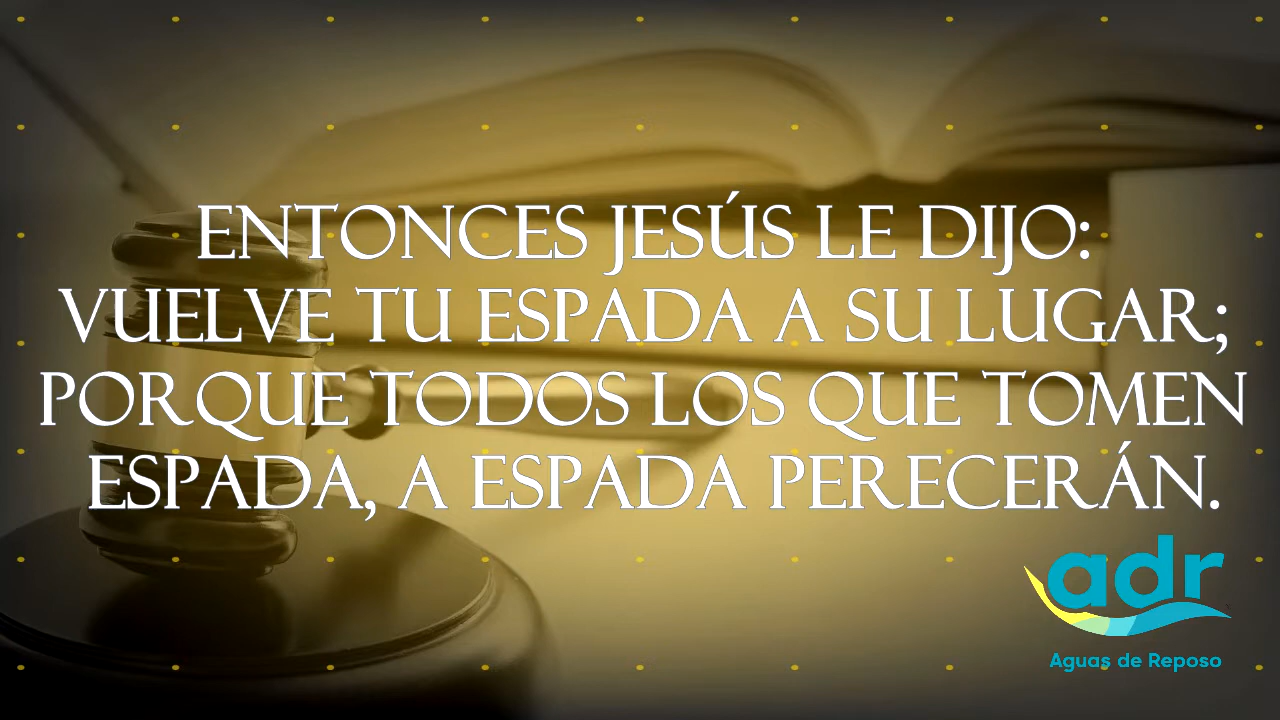 ENTONCES JESÚS LE DIJO:
VUELVE TU ESPADA A SU LUGAR;
PORQUE TODOS LOS QUE TOMEN
ESPADA, A ESPADA PERECERÁN.
adr
Aguas de Reposo